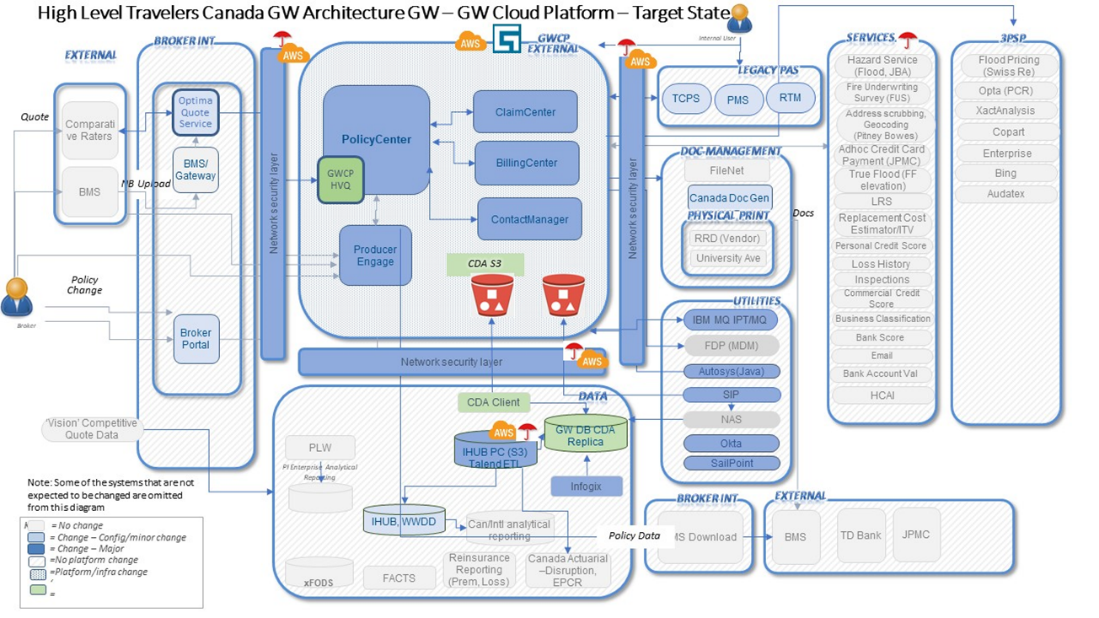 High Level Travelers Canada GW Architecture GW – GW Cloud Platform – Target State
Internal User
EXTERNAL
BROKER INT
AWS
AWS
GWCP
EXTERNAL
AWS
LEGACY PAS
SERVICES
3PSP
Quote
Comparati
ve Raters
BMS
NB Upload
Optima
Quote
Service
BMS/
Gateway
Network security layer
PolicyCenter
GWCP
HVQ
Producer
Engage
ClaimCenter
BillingCenter
ContactManager
CDA S3
Network security layer
TCPS
PMS
RTM
DOC-MANAGEMENT
FileNet
Canada Doc Gen
PHYSICAL PRINT
RRD (Vendor)
University Ave
Docs
Hazard Service
(Flood, JBA)
Fire Underwriting
Survey (FUS)
Address scrubbing,
Geocoding
(Pitney Bowes)
Adhoc Credit Card
Payment (JPMC)
True Flood (FF
elevation)
LRS
Replacement Cost
Estimator/ITV
Personal Credit Score
Loss History
Inspections
Commercial Credit
Score
Business Classification
Bank Score
Email
Bank Account Val
HCAI
Flood Pricing
(Swiss Re)
Opta (PCR)
XactAnalysis
Copart
Enterprise
Bing
Audatex
Policy
Change
Broker
Broker
Portal
Network security layer
AWS
UTILITIES
IBM MQ IPT/MQ
FDP (MDM)
Autosys(Java)
SIP
NAS
Okta
SailPoint
'Vision' Competitive
Quote Data
DATA
CDA Client
GW DB CDA
Replica
AWS
IHUB PC (S3)
Talend ETL
Infogix
PLW
PI Enterprise Analytical
Reporting
IHUB, WWDD
Can/Intl analytical
reporting
xFODS
FACTS
Reinsurance
Reporting
(Prem, Loss)
Canada Actuarial
–Disruption,
EPCR
Policy Data
BROKER INT
MS Download
EXTERNAL
BMS
TD Bank
JPMC
Note: Some of the systems that are not
expected to be changed are omitted
from this diagram
= No change
= Change – Config/minor change
= Change – Major
=No platform change
=Platform/infra change
=